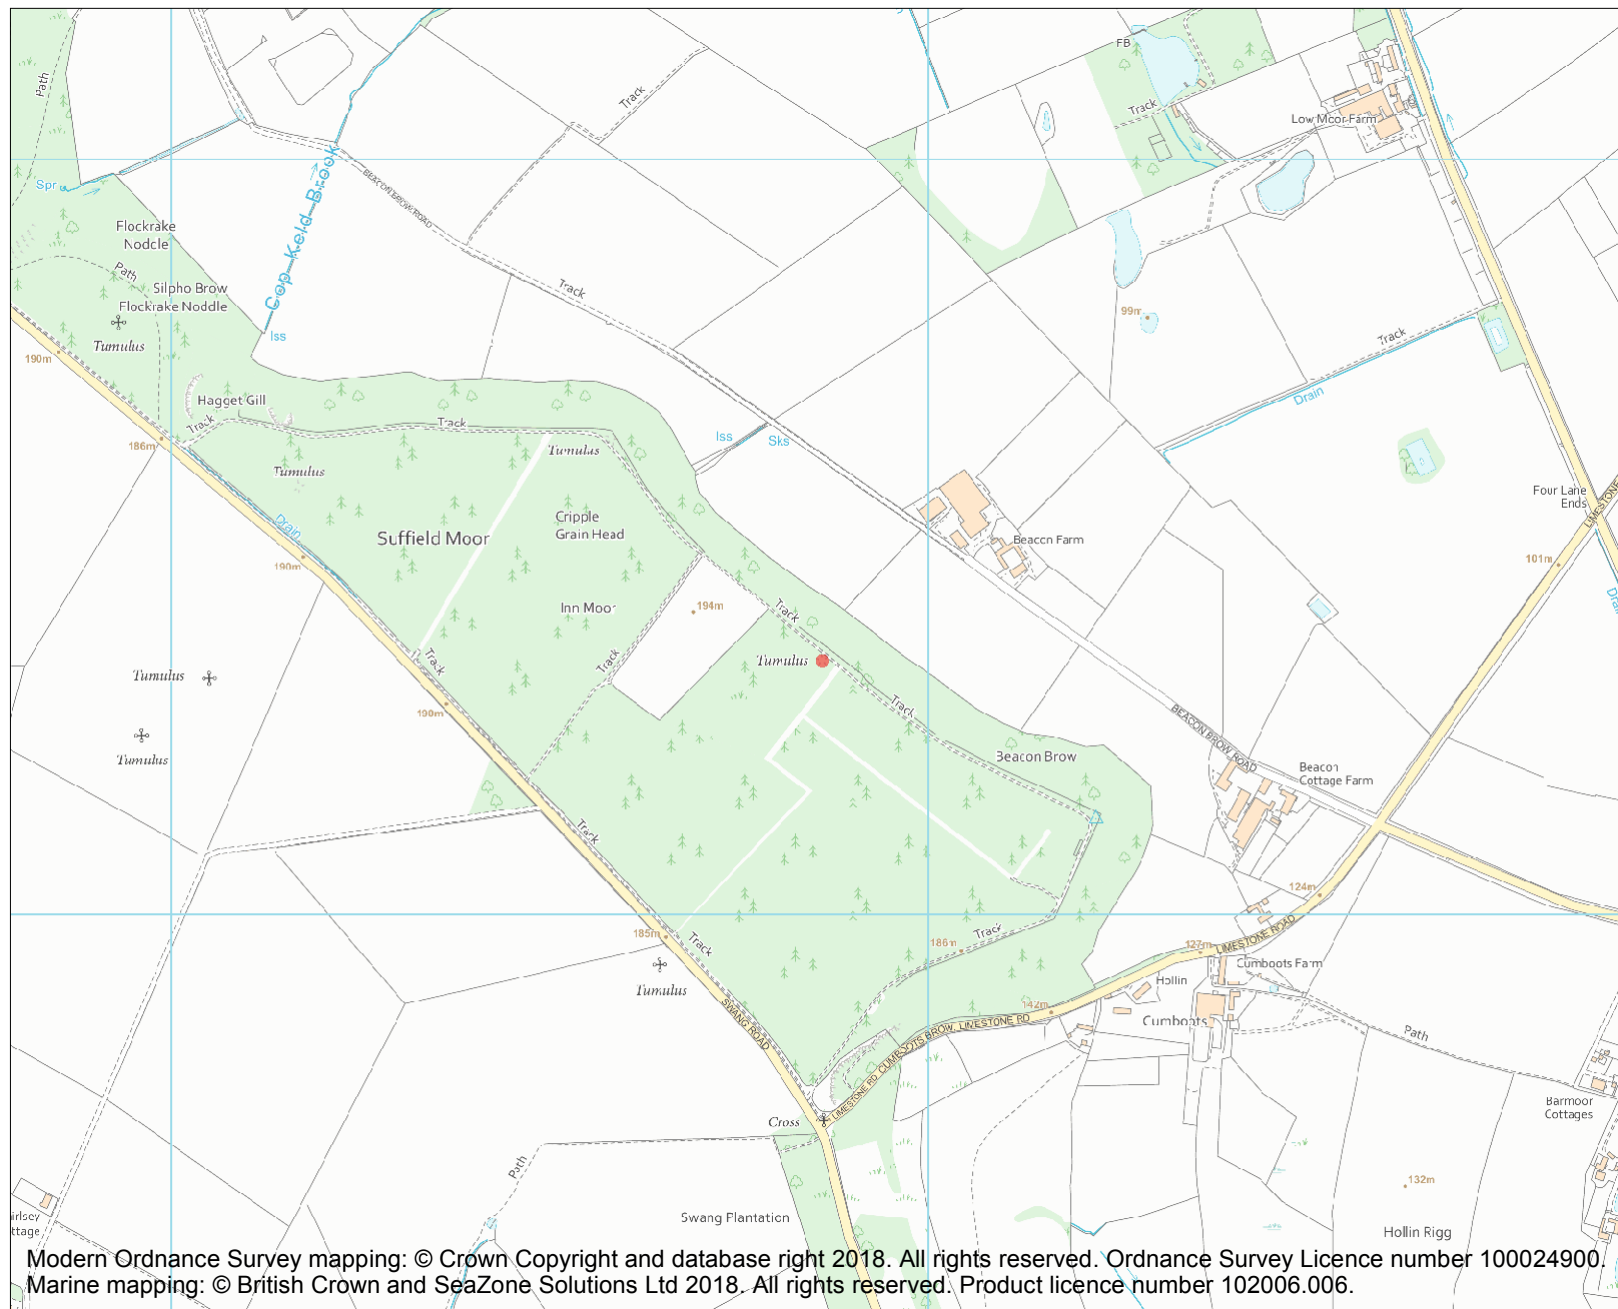 Path
Track
FB
Track
Low Moor Farm
Spr
BEACON BROW ROAD
Cop Keld Brook
Flockrake
Noddle
Path
Silpho Brow
Flockrake Noddle
Track
99m
Iss
Tumulus
190m
Track
Drain
Hagget Gill
Track
Track
186m
Iss
Sks
Tumulus
Tumulus
Four Lane
Ends
LIMESTONE
Cripple
Grain Head
Drain
Suffield Moor
Beacon Farm
190m
101m
Inn Moor
194m
Track
Track
Track
Tumulus
Tumulus
Track
190m
BEACON BROW ROAD
Tumulus
Beacon Brow
Beacon
Cottage Farm
Track
124m
185m
Track
186m
Track
127m
LIMESTONE ROAD
Cumboots Farm
Tumulus
Hollin
SWANG ROAD
142m
Cumboots
Path
LIMESTONE RD
CUMBOOTS BROW, LIMESTONE RD
Barmoor
Cottages
Cross
Path
132m
Swang Plantation
Hollin Rigg
Modern Ordnance Survey mapping: © Crown Copyright and database right 2018. All rights reserved. Ordnance Survey Licence number 100024900.
Marine mapping: © British Crown and SeaZone Solutions Ltd 2018. All rights reserved. Product licence number 102006.006.